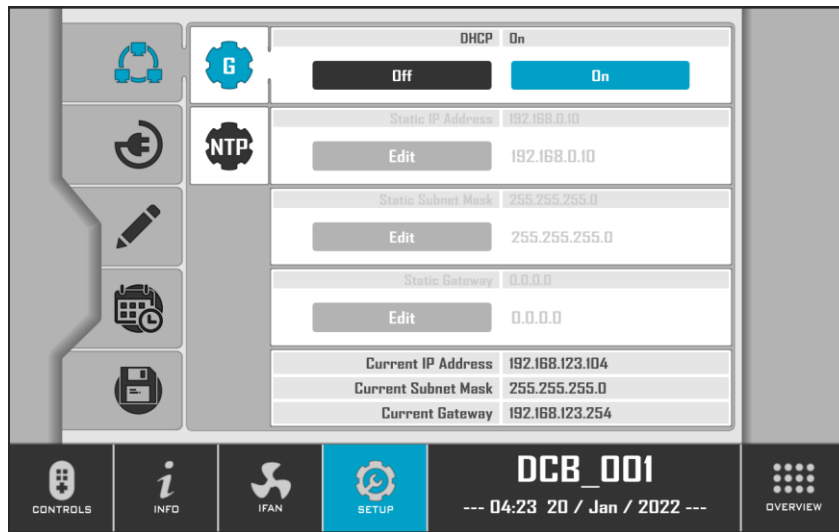 G
DHCP On
Off On
NTP
Static IP Address 192.168.0.10
Edit 192.168.0.10
Static Subnet Mask 255.255.255.0
Edit 255.255.255.0
Static Gateway 0.0.0.0
Edit 0.0.0.0
Current IP Address 192.168.123.104
Current Subnet Mask 255.255.255.0
Current Gateway 192.168.123.254
CONTROLS
i
INFO
IFAN
SETUP
DCB_001
--- 04:23 20 / Jan / 2022 ---
OVERVIEW